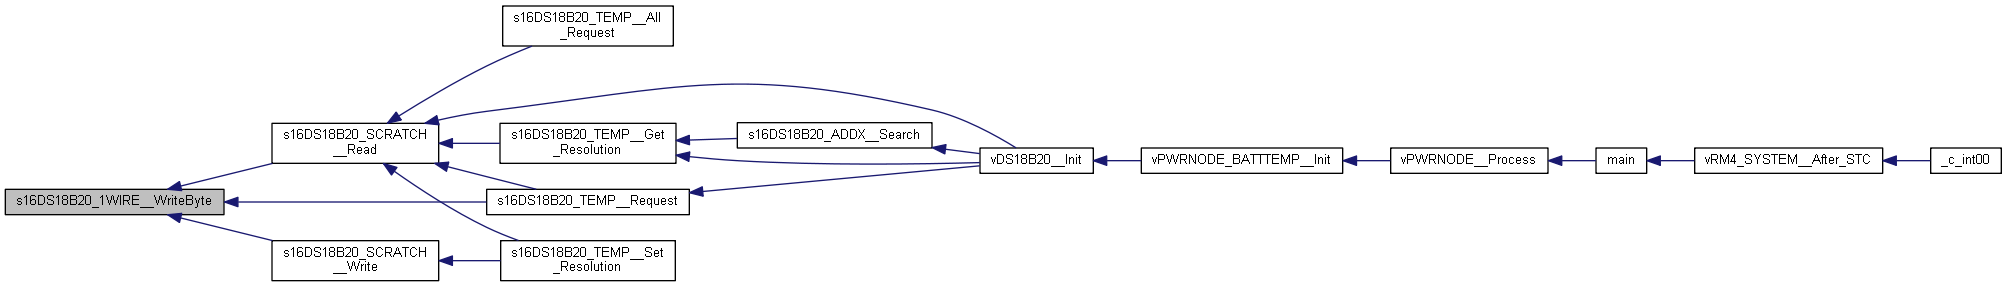 s16DS18B20_TEMP__All
_Request
s16DS18B20_SCRATCH
__Read
s16DS18B20_TEMP__Get
_Resolution
s16DS18B20_ADDX__Search
vDS18B20__Init
vPWRNODE_BATTTEMP__Init
vPWRNODE__Process
main
vRM4_SYSTEM__After_STC
_c_int00
s16DS18B20_1WIRE__WriteByte
s16DS18B20_TEMP__Request
s16DS18B20_SCRATCH
__Write
s16DS18B20_TEMP__Set
_Resolution